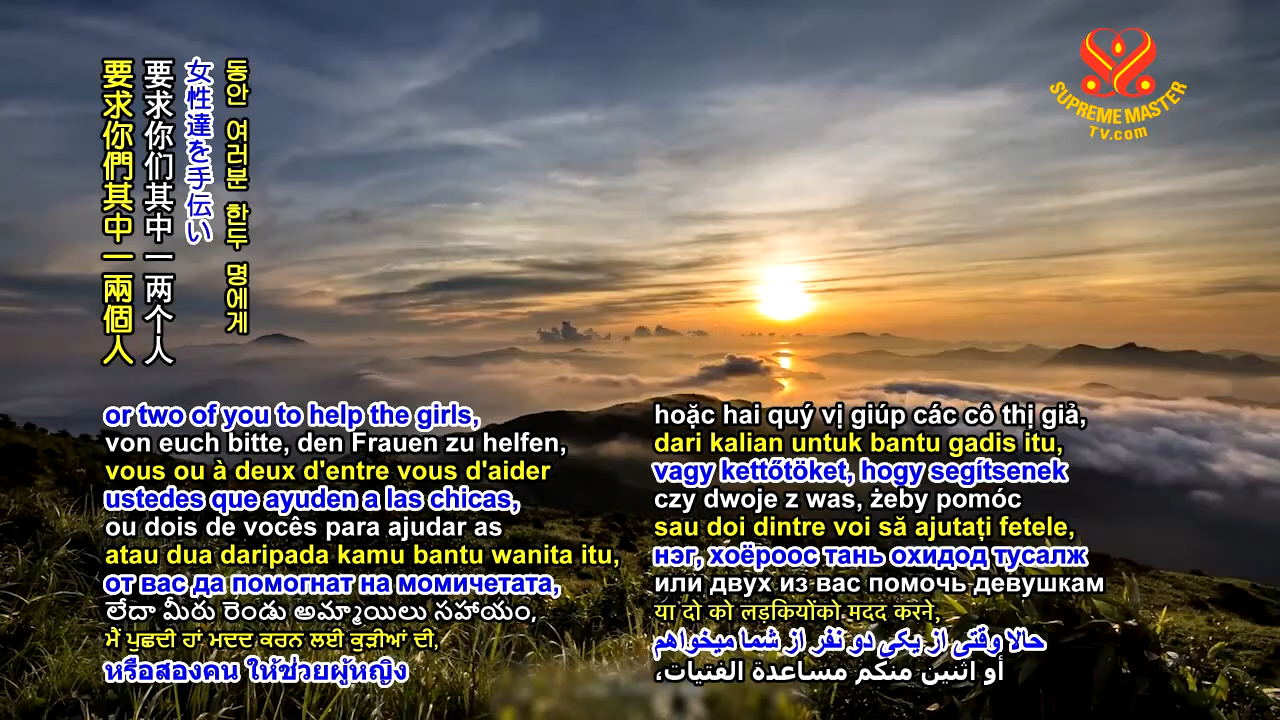 要求你們其中一兩個人
要求你们其中一两个人
女性達を手伝い
동안 여러분 한두 명에게
SUPREME MASTER
TV.com
or two of you to help the girls,
von euch bitte, den Frauen zu helfen,
vous ou à deux d'entre vous d'aider
ustedes que ayuden a las chicas,
ou dois de vocês para ajudar as
atau dua daripada kamu bantu wanita itu,
от вас да помогнат на момичетата,
లేదా మీరు రెండు అమ్మాయిలు సహాయం,
ਮੈਂ ਪੁਛਦੀ ਹਾਂ ਮਦਦ ਕਰਨ ਲਈ ਕੁੜੀਆਂ ਦੀ,
หรือสองคน ให้ช่วยผู้หญิง
hoặc hai quý vị giúp các cô thị giả,
dari kalian untuk bantu gadis itu,
vagy kettőtöket, hogy segítsenek
czy dwoje z was, żeby pomóc
sau doi dintre voi să ajutați fetele,
нэг, хоёроос тань охидод тусалж
или двух из вас помочь девушкам
या दो को लड़कियोंको मदद करने,
حالا وقتی از یکی دو نفر از شما میخواهم
أو اثنين منكم مساعدة الفتيات،